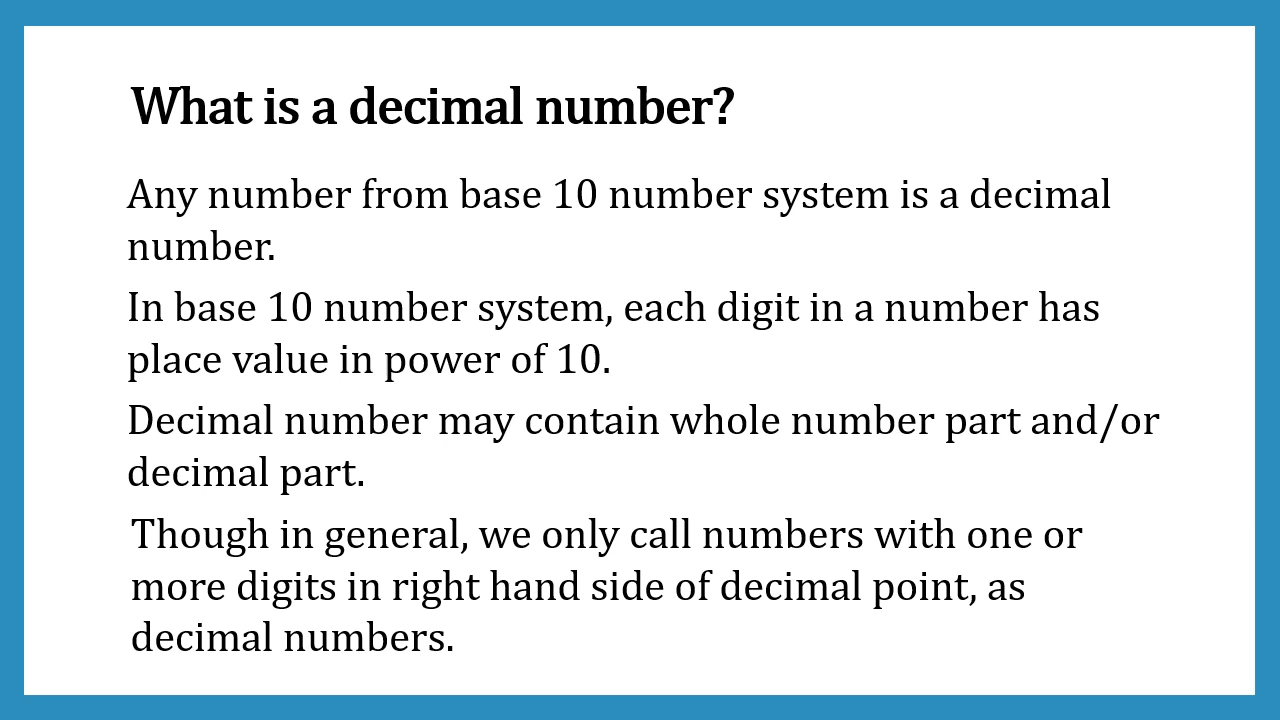 What is a decimal number?
Any number from base 10 number system is a decimal
number.
In base 10 number system, each digit in a number has
place value in power of 10.
Decimal number may contain whole number part and/or
decimal part.
Though in general, we only call numbers with one or
more digits in right hand side of decimal point, as
decimal numbers.